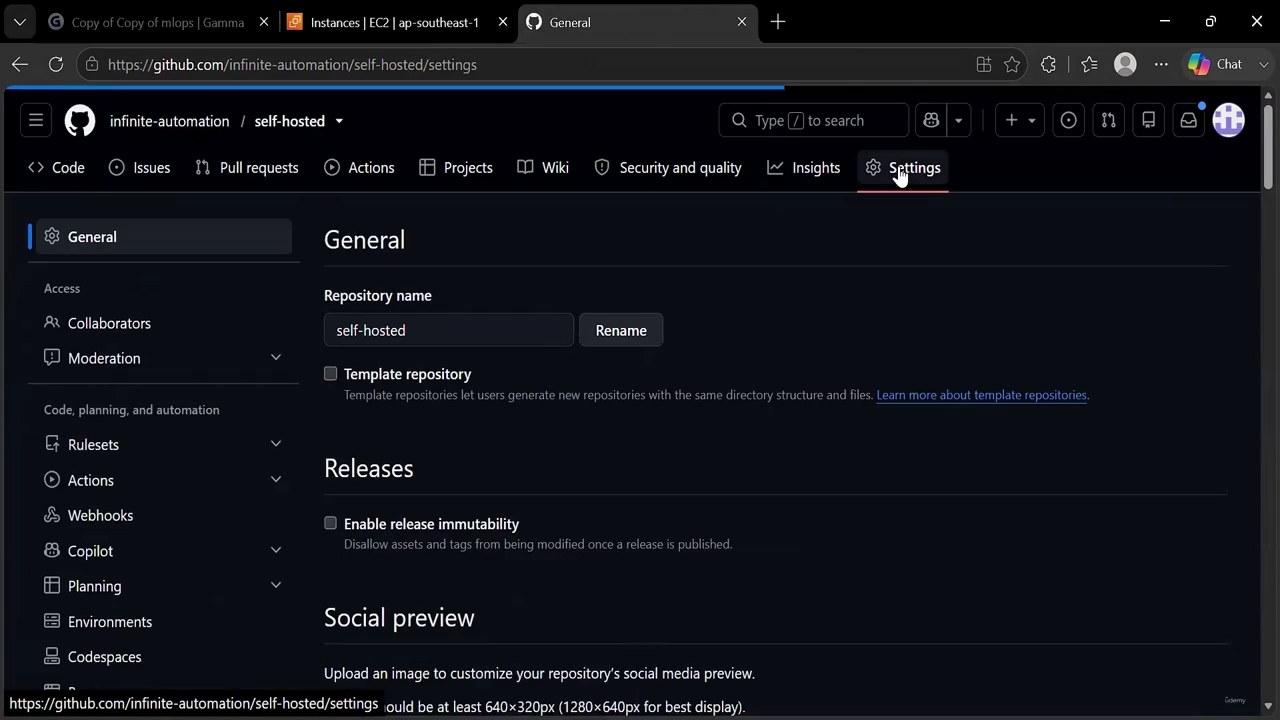 Copy of Copy of mlops | Gamma
Instances | EC2 | ap-southeast-1
General
https://github.com/infinite-automation/self-hosted/settings
Chat
infinite-automation / self-hosted
Type / to search
Code
Issues
Pull requests
Actions
Projects
Wiki
Security and quality
Insights
Settings
General
Access
Collaborators
Moderation
Code, planning, and automation
Rulesets
Actions
Webhooks
Copilot
Planning
Environments
Codespaces
General
Repository name
self-hosted
Rename
Template repository
Template repositories let users generate new repositories with the same directory structure and files. Learn more about template repositories.
Releases
Enable release immutability
Disallow assets and tags from being modified once a release is published.
Social preview
Upload an image to customize your repository's social media preview.
ould be at least 640×320px (1280×640px for best display).
https://github.com/infinite-automation/self-hosted/settings
Udemy